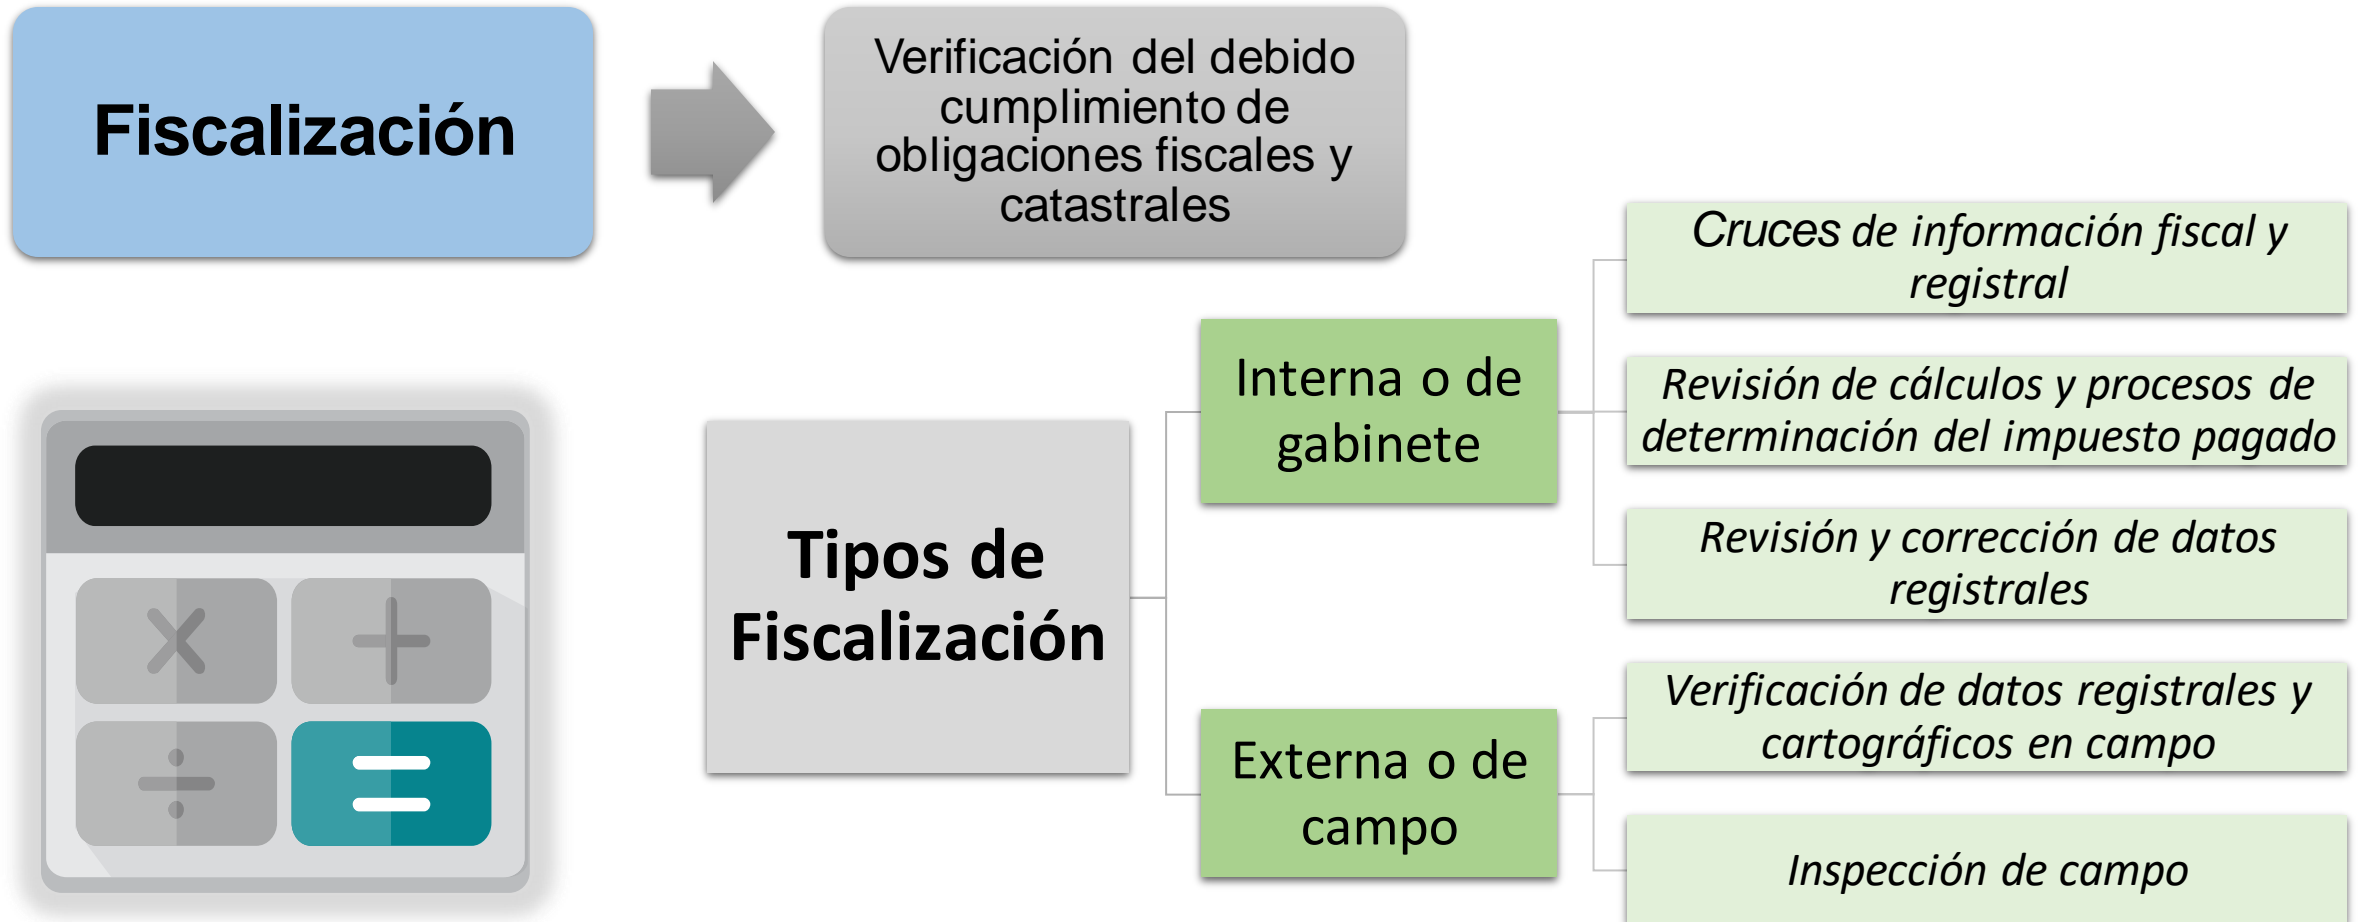 Fiscalización
Verificación del debido
cumplimiento de
obligaciones fiscales y
catastrales
Tipos de
Fiscalización
Interna o de
gabinete
Cruces de información fiscal y
registral
Revisión de cálculos y procesos de
determinación del impuesto pagado
Revisión y corrección de datos
registrales
Externa o de
campo
Verificación de datos registrales y
cartográficos en campo
Inspección de campo